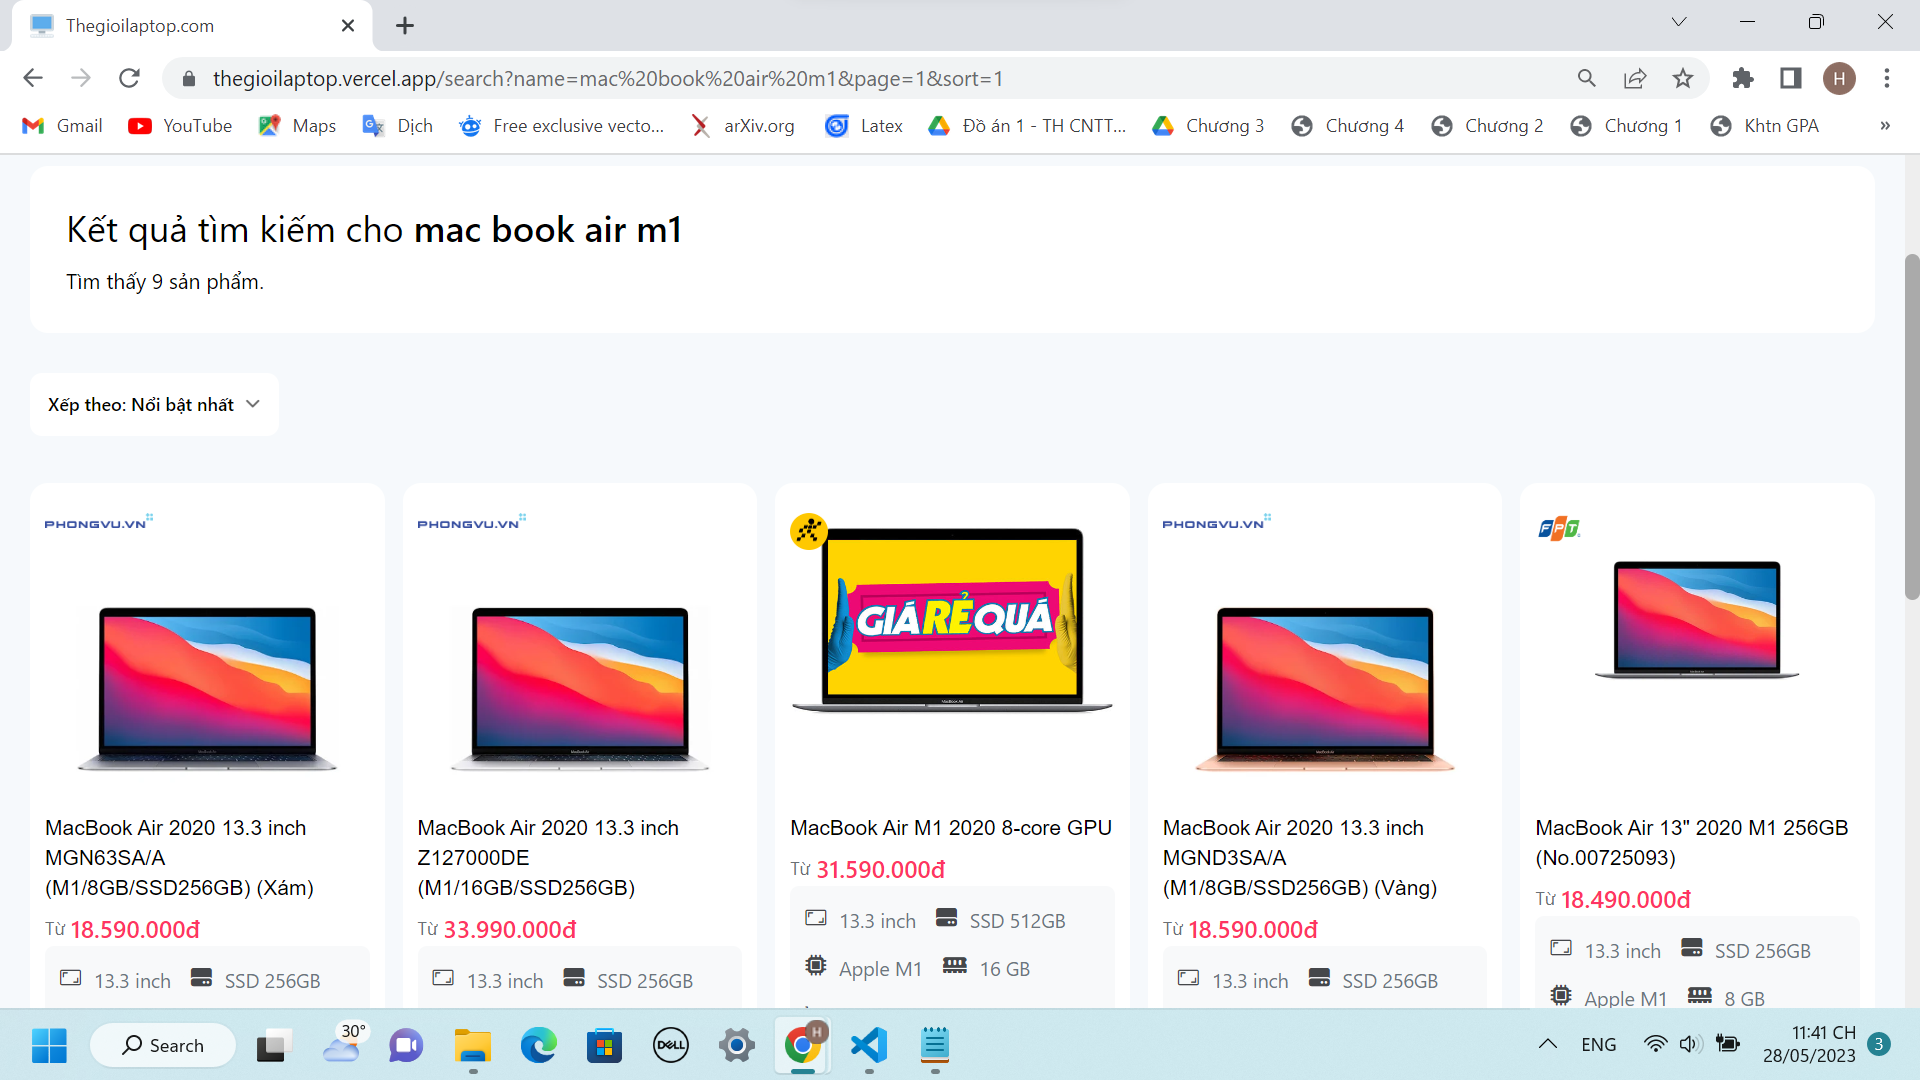 Thegioilaptop.com
thegioilaptop.vercel.app/search?name=mac%20book%20air%20m1&page=1&sort=1
H
Gmail
YouTube
Maps
Dịch
Free exclusive vecto...
arXiv.org
Latex
Đồ án 1 - TH CNTT...
Chương 3
Chương 4
Chương 2
Chương 1
Khtn GPA
»
Kết quả tìm kiếm cho mac book air m1
Tìm thấy 9 sản phẩm.
Xếp theo: Nổi bật nhất
PHONGVU.VN
MacBook Air 2020 13.3 inch
MGN63SA/A
(M1/8GB/SSD256GB) (Xám)
Từ 18.590.000đ
13.3 inch
SSD 256GB
PHONGVU.VN
MacBook Air 2020 13.3 inch
Z127000DE
(M1/16GB/SSD256GB)
Từ 33.990.000đ
13.3 inch
SSD 256GB
GIÁ RẺ QUÁ
MacBook Air
MacBook Air M1 2020 8-core GPU
Từ 31.590.000đ
13.3 inch
SSD 512GB
Apple M1
16 GB
PHONGVU.VN
MacBook Air 2020 13.3 inch
MGND3SA/A
(M1/8GB/SSD256GB) (Vàng)
Từ 18.590.000đ
13.3 inch
SSD 256GB
FPT
MacBook Air 13" 2020 M1 256GB
(No.00725093)
Từ 18.490.000đ
13.3 inch
SSD 256GB
Apple M1
8 GB
Search
30°
DELL
H
ENG
11:41 CH
28/05/2023
3